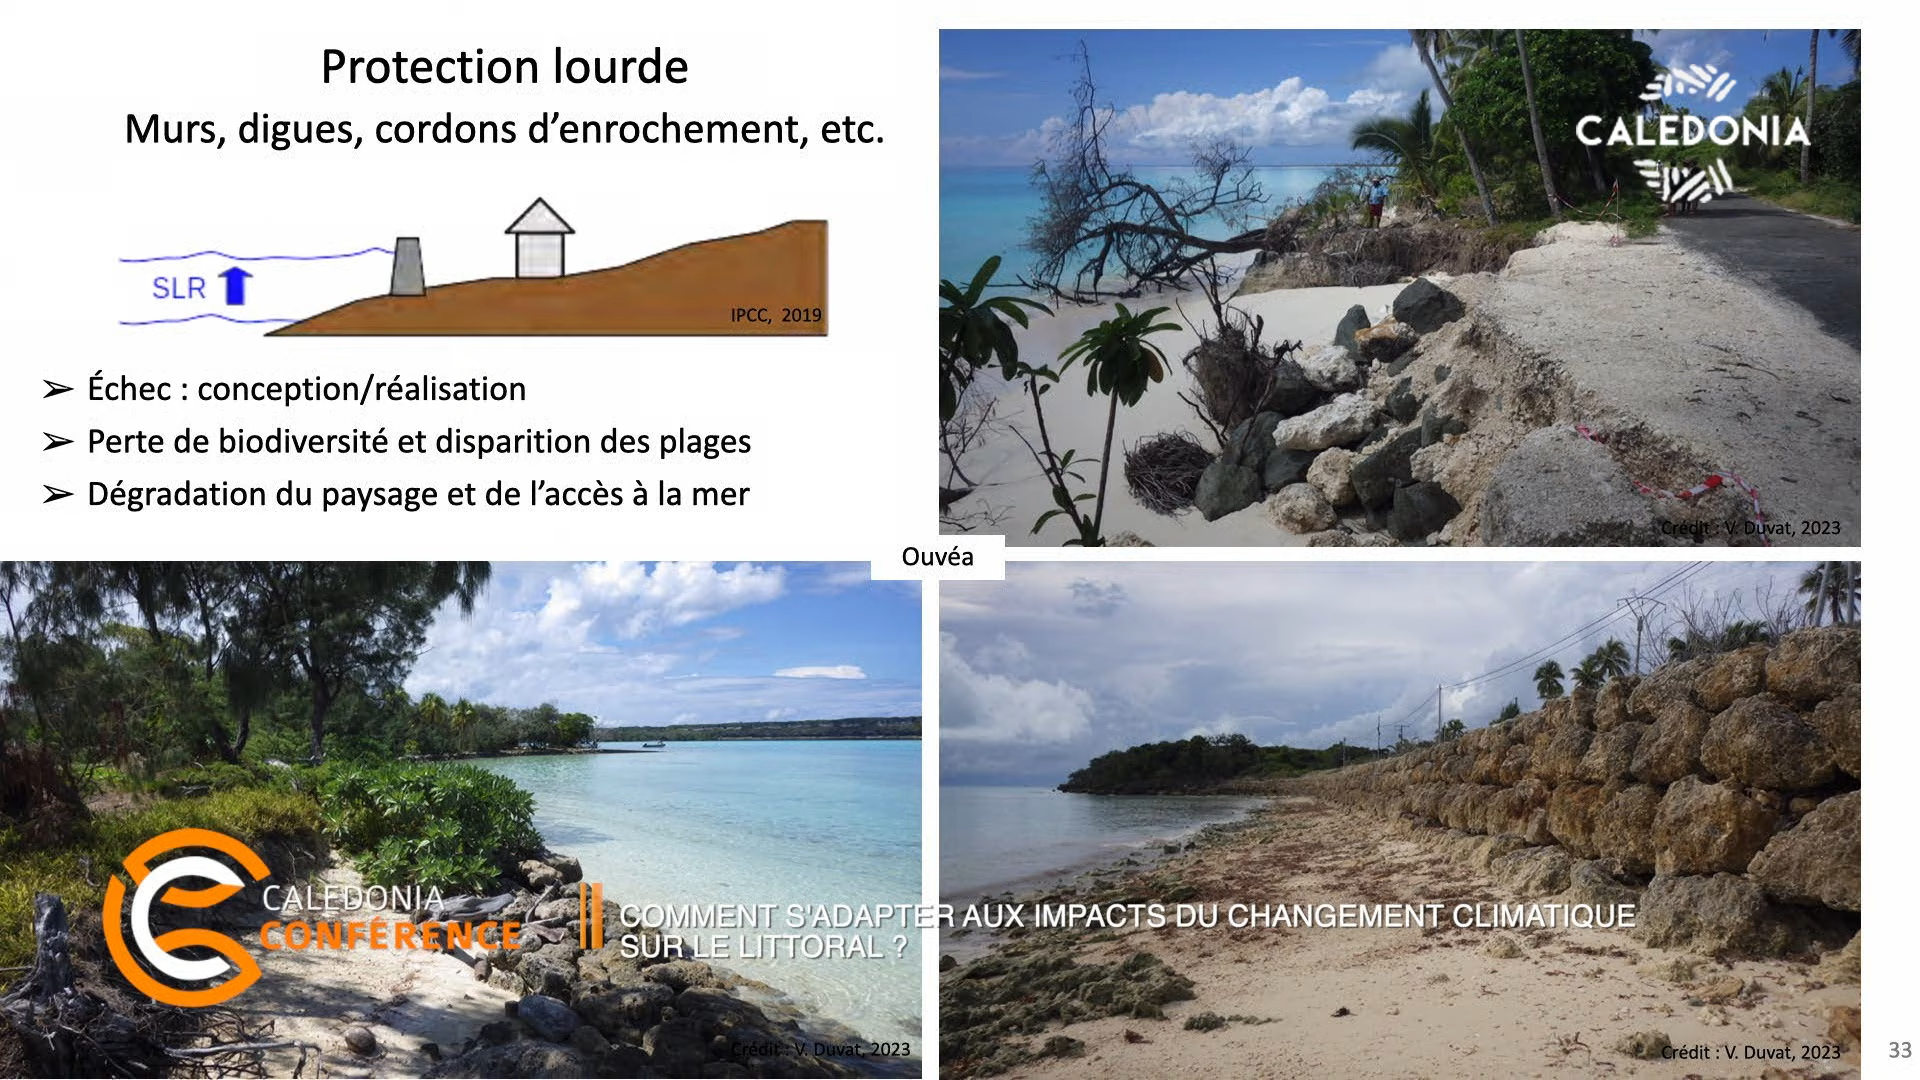 Protection lourde
Murs, digues, cordons d’enrochement, etc.
SLR
IPCC, 2019
➢ Échec : conception/réalisation
➢ Perte de biodiversité et disparition des plages
➢ Dégradation du paysage et de l’accès à la mer
CALEDONIA
Crédit : V. Duvat, 2023
Ouvéa
CALEDONIA
CONFÉRENCE
COMMENT S'ADAPTER AUX IMPACTS DU CHANGEMENT CLIMATIQUE
SUR LE LITTORAL ?
Crédit : V. Duvat, 2023
Crédit : V. Duvat, 2023
33